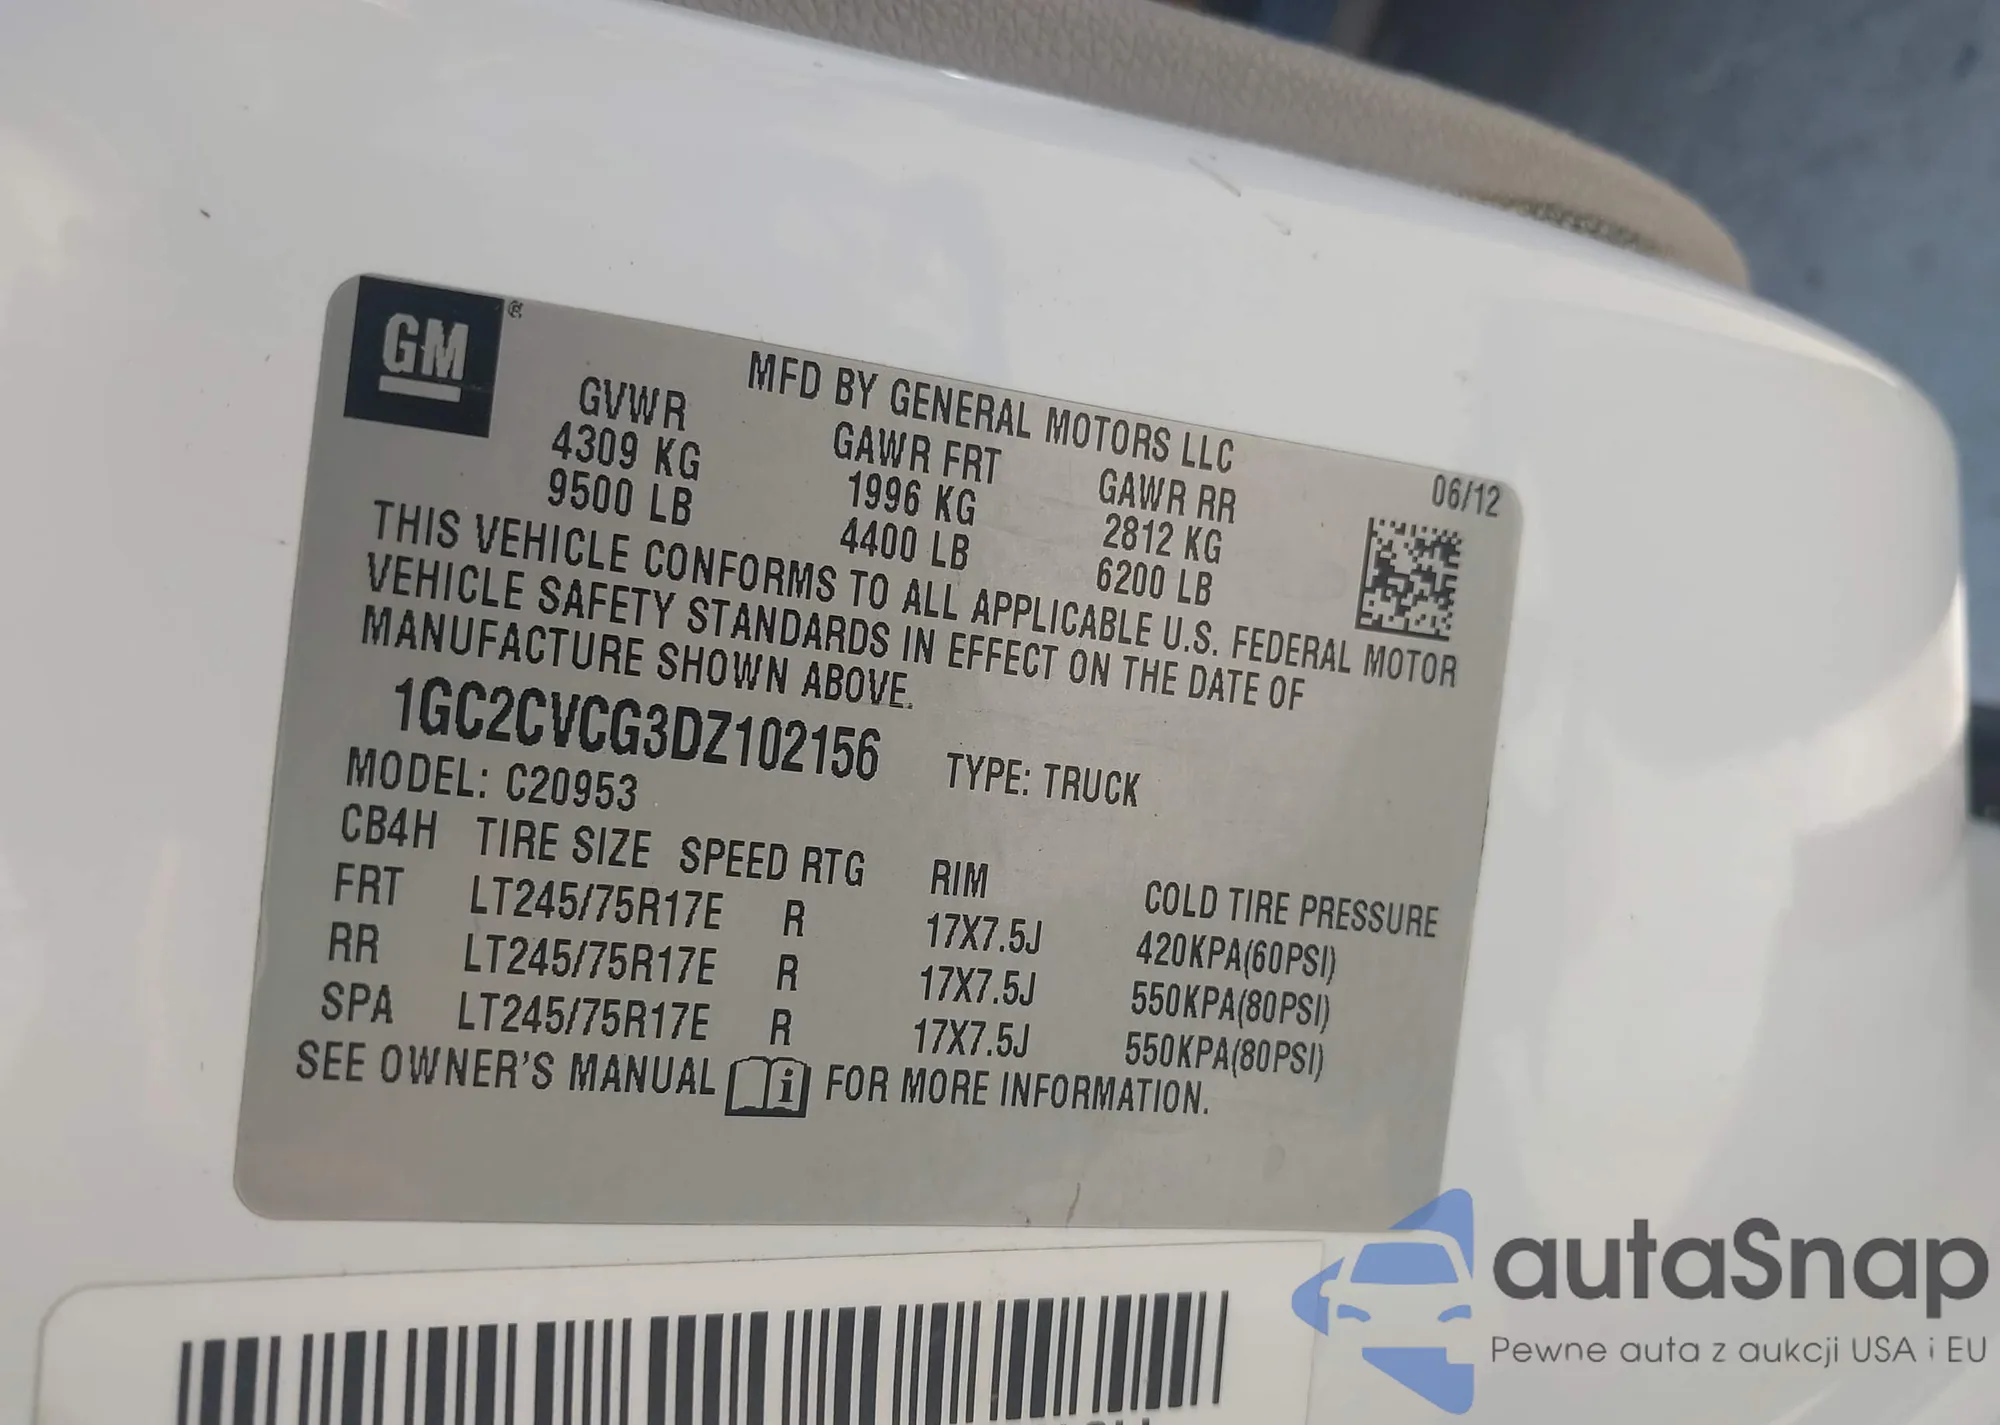 GM
MFD BY GENERAL MOTORS LLC
06/12
GVWR GAWR FRT GAWR RR
4309 KG 1996 KG 2812 KG
9500 LB 4400 LB 6200 LB
THIS VEHICLE CONFORMS TO ALL APPLICABLE U.S. FEDERAL MOTOR
VEHICLE SAFETY STANDARDS IN EFFECT ON THE DATE OF
MANUFACTURE SHOWN ABOVE.
1GC2CVCG3DZ102156 TYPE: TRUCK
MODEL: C20953
CB4H TIRE SIZE SPEED RTG RIM COLD TIRE PRESSURE
FRT LT245/75R17E R 17X7.5J 420KPA(60PSI)
RR LT245/75R17E R 17X7.5J 550KPA(80PSI)
SPA LT245/75R17E R 17X7.5J 550KPA(80PSI)
SEE OWNER'S MANUAL FOR MORE INFORMATION.
autaSnap
Pewne auta z aukcji USA i EU